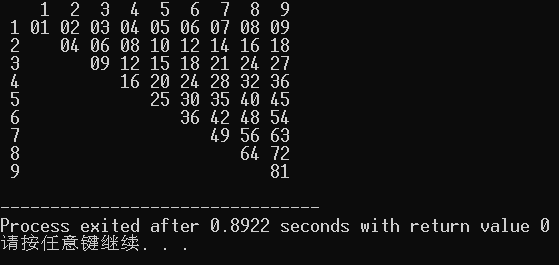 1  2  3  4  5  6  7  8  9
1 01 02 03 04 05 06 07 08 09
2    04 06 08 10 12 14 16 18
3       09 12 15 18 21 24 27
4          16 20 24 28 32 36
5             25 30 35 40 45
6                36 42 48 54
7                   49 56 63
8                      64 72
9                         81
--------------------------------
Process exited after 0.8922 seconds with return value 0
请按任意键继续. . .